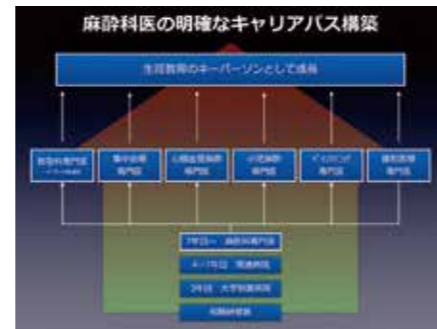 麻酔科医の明確なキャリアパス構築
生涯教育のキーパーソンとして成長
救急科専門医
集中治療
専門医
心臓血管麻酔
専門医
小児麻酔
専門医
ペインクリニック
専門医
緩和医療
専門医
7年目～ 麻酔科専門医
4～7年目 関連病院
3年目 大学附属病院
初期研修医